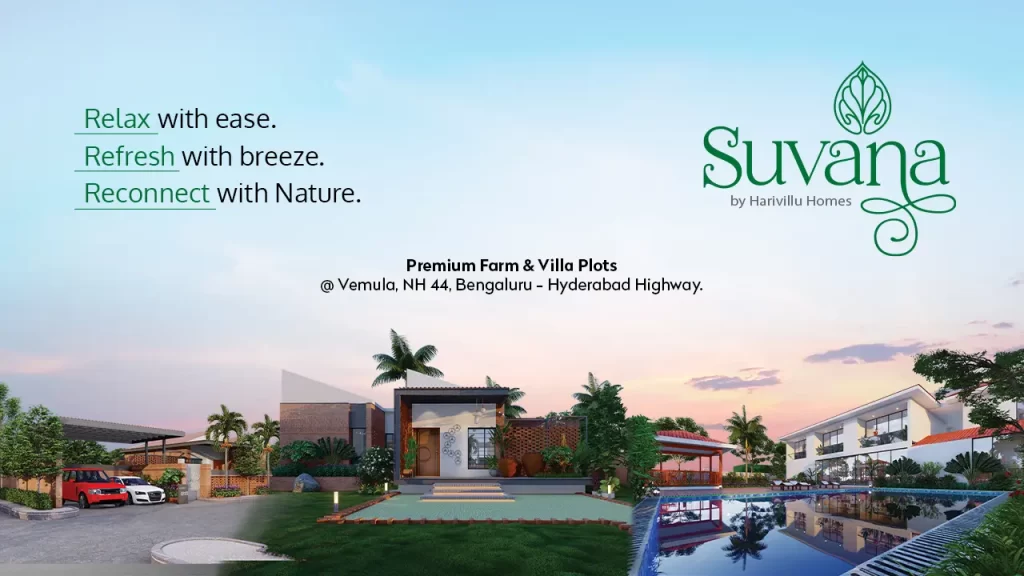 Relax with ease.
Refresh with breeze.
Reconnect with Nature.
Suvana
by Harivillu Homes
Premium Farm & Villa Plots
@ Vemula, NH 44, Bengaluru - Hyderabad Highway.